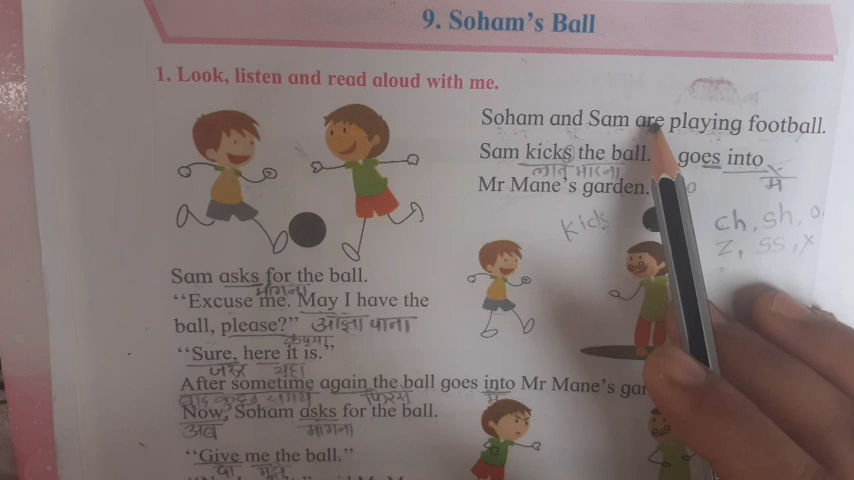 9. Soham's Ball
1. Look, listen and read aloud with me.
Soham and Sam are playing football.
Sam kicks the ball. goes into
लात मारना में
Mr Mane's garden.
kick
ch, sh, o
z, ss, x
Sam asks for the ball.
मांगना
"Excuse me. May I have the
ball, please?" आज्ञा पाना
कृपया
"Sure, here it is."
जरूर यहा
After sometime again the ball goes into Mr Mane's gar
बाद कुछ समय फिरसे में
Now, Soham asks for the ball.
अब मांगना
"Give me the ball."
दो मुझे